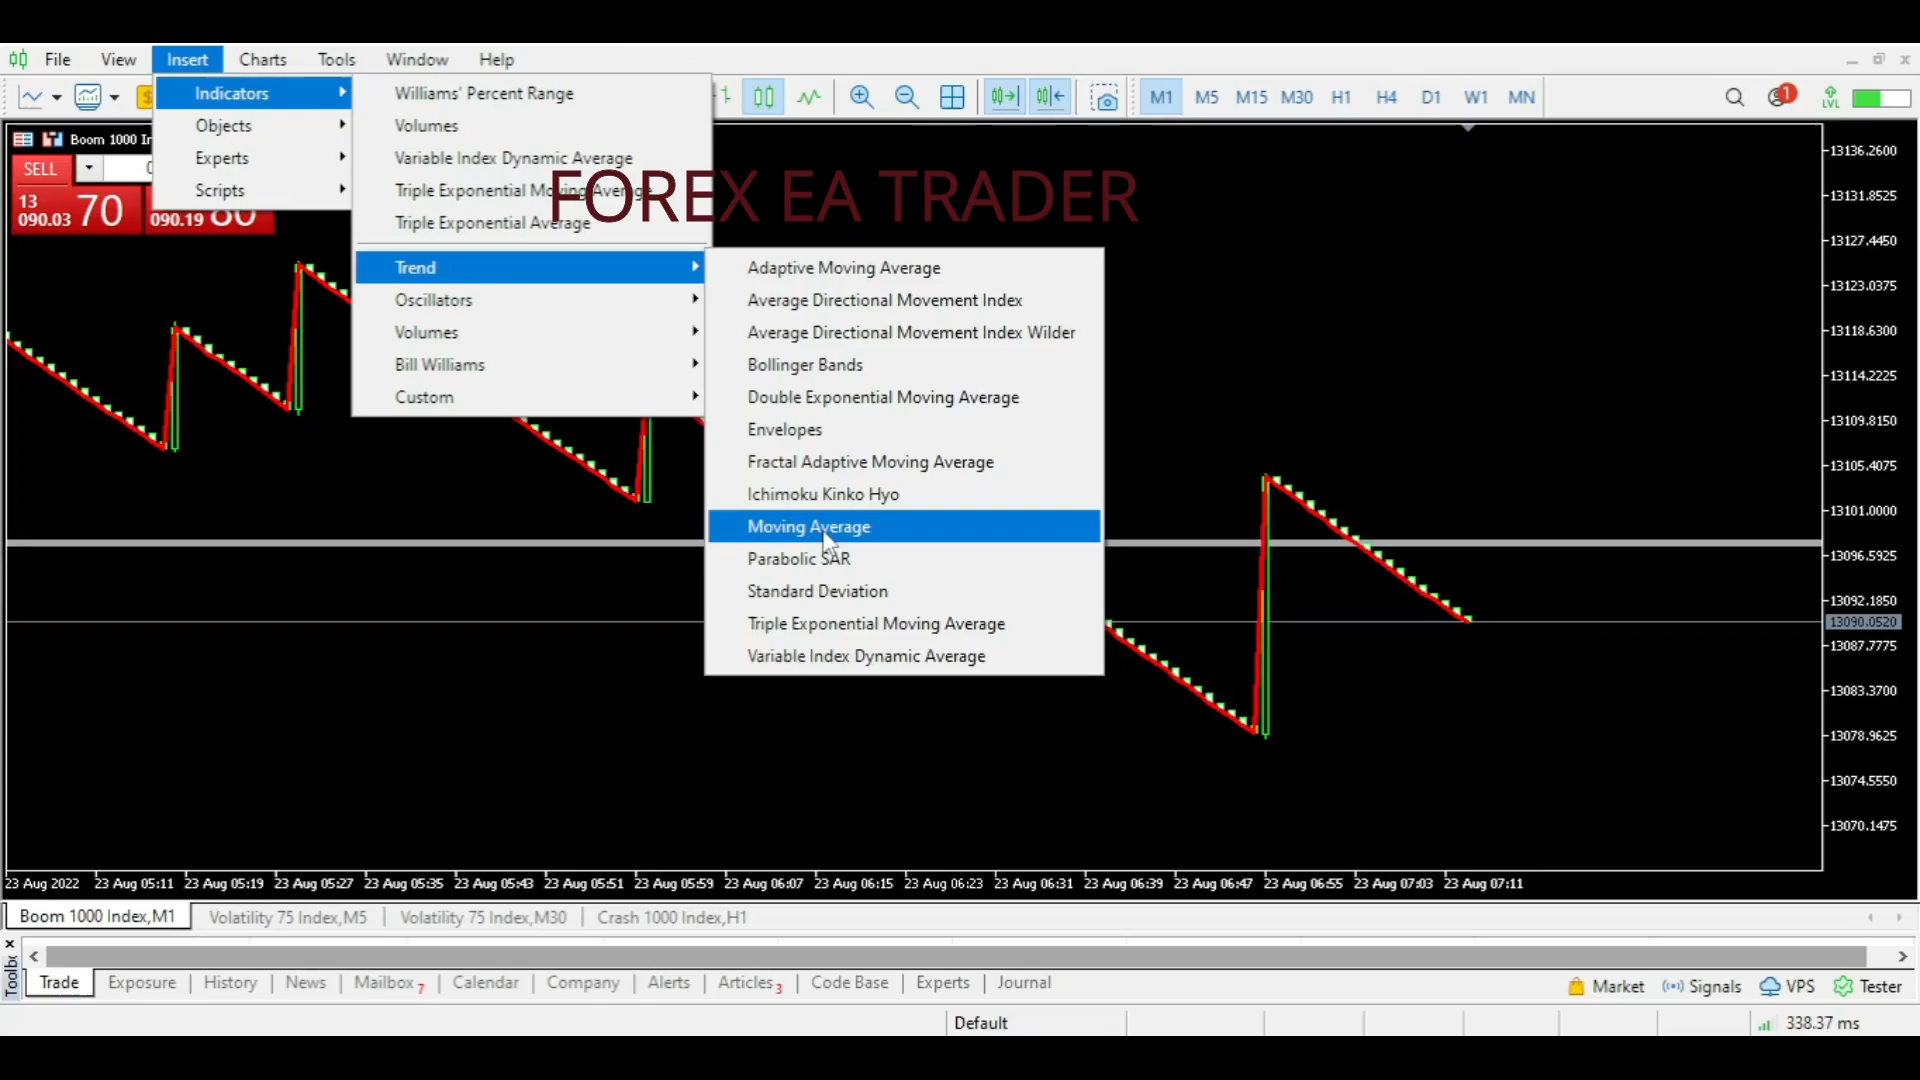 File View Insert Charts Tools Window Help
Indicators
Objects
Experts
Scripts
Williams' Percent Range
Volumes
Variable Index Dynamic Average
Triple Exponential Moving Average
Triple Exponential Average
Trend
Oscillators
Volumes
Bill Williams
Custom
Adaptive Moving Average
Average Directional Movement Index
Average Directional Movement Index Wilder
Bollinger Bands
Double Exponential Moving Average
Envelopes
Fractal Adaptive Moving Average
Ichimoku Kinko Hyo
Moving Average
Parabolic SAR
Standard Deviation
Triple Exponential Moving Average
Variable Index Dynamic Average
FOREX EA TRADER
M1 M5 M15 M30 H1 H4 D1 W1 MN
1
LVL
Boom 1000
SELL
13
090.03 70
090.19 80
13136.2600
13131.8525
13127.4450
13123.0375
13118.6300
13114.2225
13109.8150
13105.4075
13101.0000
13096.5925
13092.1850
13090.0520
13087.7775
13083.3700
13078.9625
13074.5550
13070.1475
23 Aug 2022 23 Aug 05:11 23 Aug 05:19 23 Aug 05:27 23 Aug 05:35 23 Aug 05:43 23 Aug 05:51 23 Aug 05:59 23 Aug 06:07 23 Aug 06:15 23 Aug 06:23 23 Aug 06:31 23 Aug 06:39 23 Aug 06:47 23 Aug 06:55 23 Aug 07:03 23 Aug 07:11
Boom 1000 Index,M1 Volatility 75 Index,M5 Volatility 75 Index,M30 Crash 1000 Index,H1
Trade Exposure History News Mailbox 7 Calendar Company Alerts Articles 3 Code Base Experts Journal
Market Signals VPS Tester
Default
338.37 ms